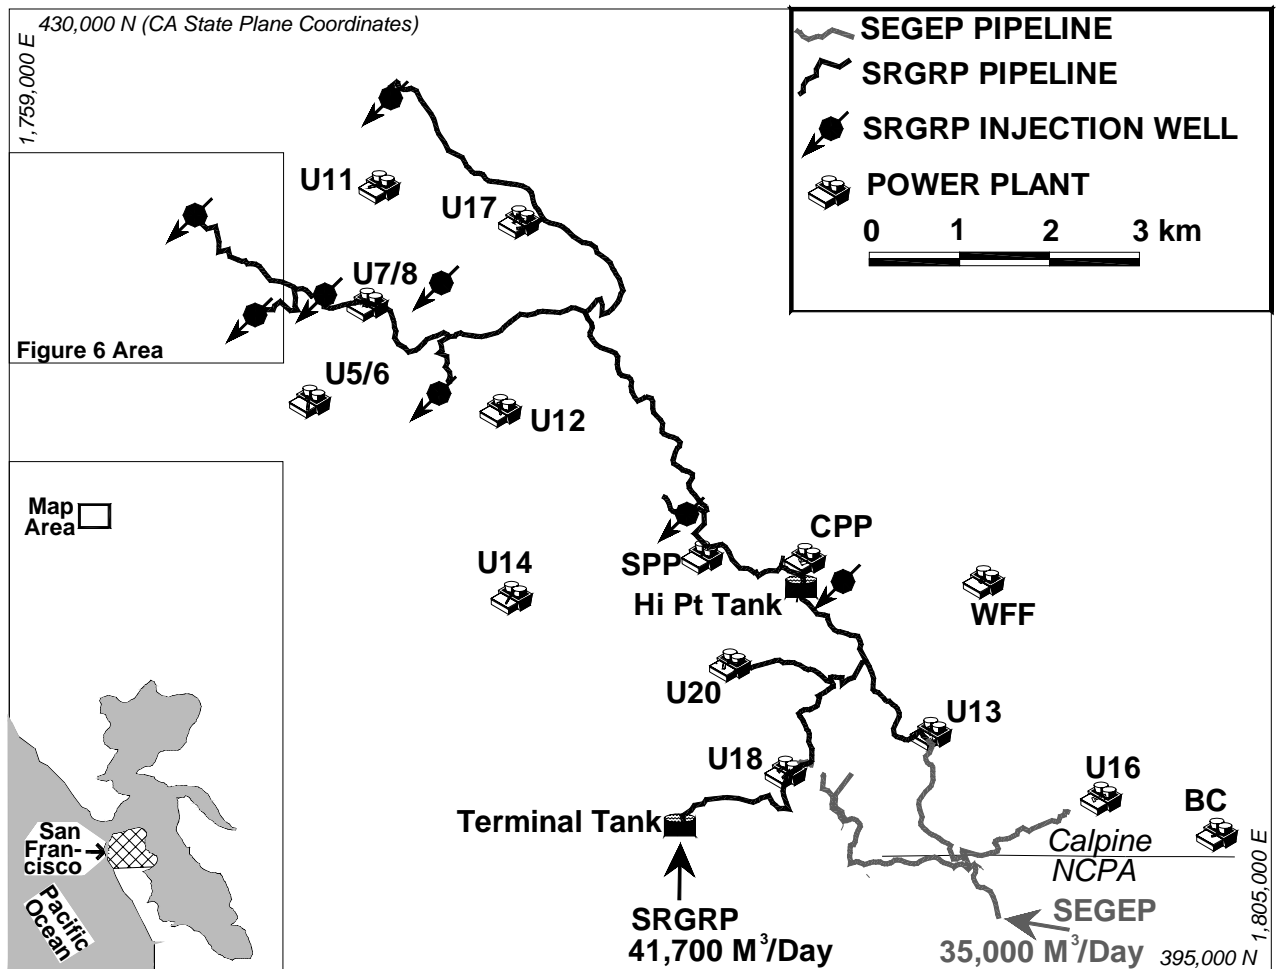 430,000 N (CA State Plane Coordinates)
1,759,000 E
SEGEP PIPELINE
SRGRP PIPELINE
SRGRP INJECTION WELL
POWER PLANT
0 1 2 3 km
U11
U17
U7/8
Figure 6 Area
U5/6
U12
Map
Area
CPP
SPP
U14
Hi Pt Tank
WFF
U20
U13
U18
U16
BC
Terminal Tank
Calpine
NCPA
San
Fran-
cisco
Pacific
Ocean
SRGRP
41,700 M³/Day
SEGEP
35,000 M³/Day
1,805,000 E
395,000 N